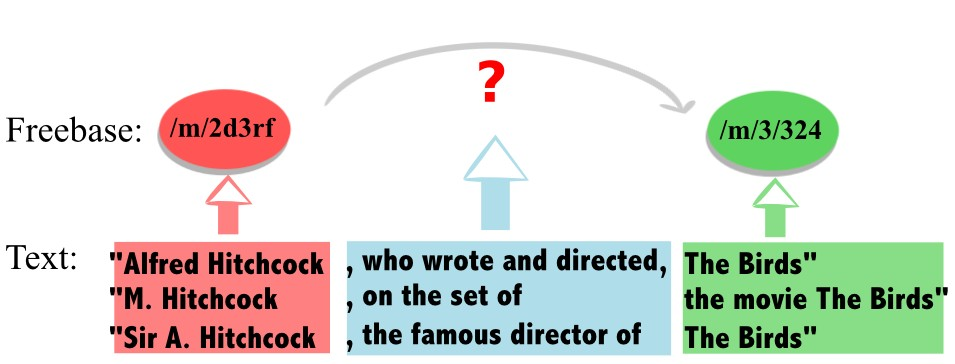 ?
Freebase: /m/2d3rf /m/3/324
Text: "Alfred Hitchcock , who wrote and directed, The Birds"
"M. Hitchcock , on the set of the movie The Birds"
"Sir A. Hitchcock , the famous director of The Birds"